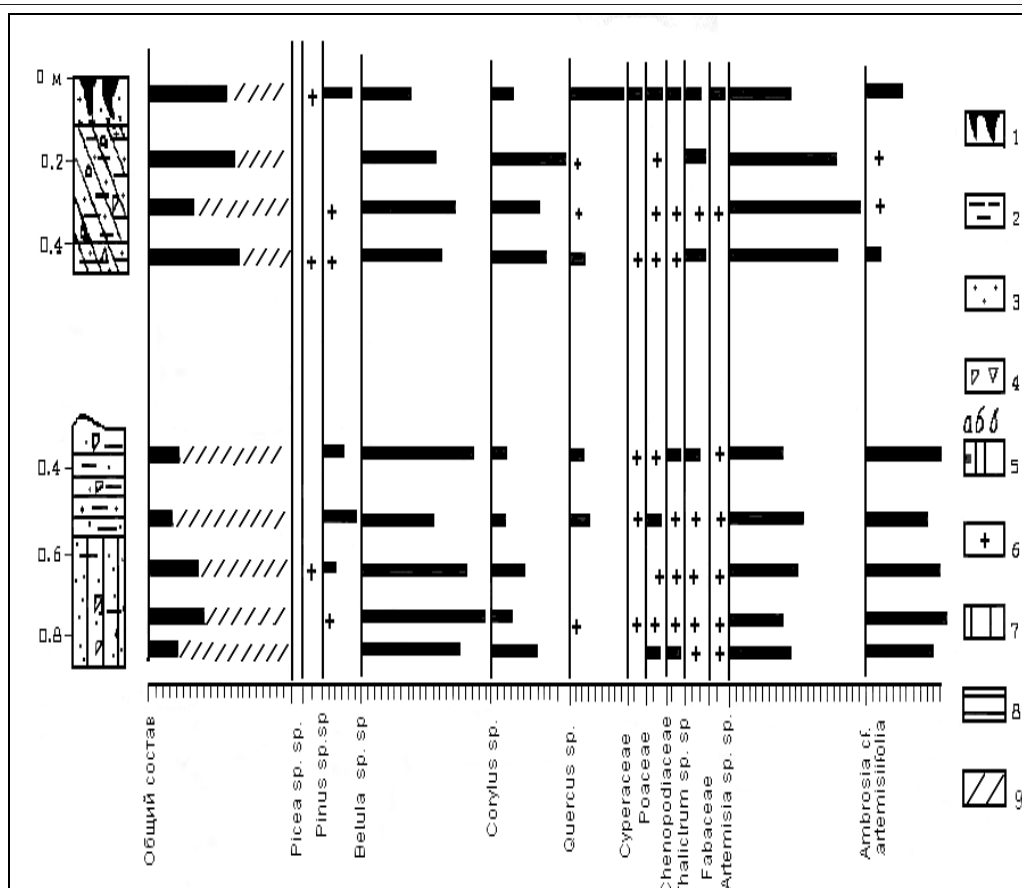 0 м
0.2
0.4
0.4
0.6
0.8
1
2
3
4
а б в
5
6
7
8
9
Общий состав
Picea sp. sp.
Pinus sp.sp
Betula sp. sp
Corylus sp.
Quercus sp.
Cyperaceae
Poaceae
Chenopodiaceae
Thalictrum sp. sp
Fabaceae
Artemisia sp. sp.
Ambrosia cf.
artemisiifolia